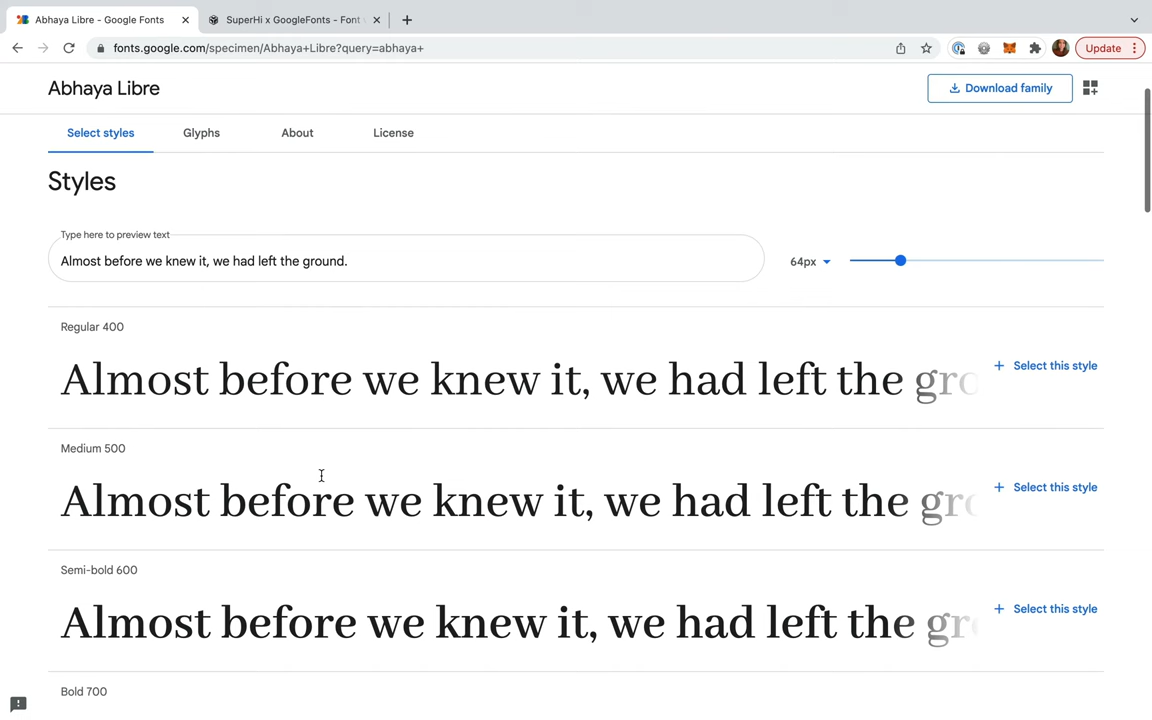 Abhaya Libre - Google Fonts
SuperHi x GoogleFonts - Font
fonts.google.com/specimen/Abhaya+Libre?query=abhaya+
Update
Abhaya Libre
Download family
Select styles
Glyphs
About
License
Styles
Type here to preview text
Almost before we knew it, we had left the ground.
64px
Regular 400
Almost before we knew it, we had left the gro
Select this style
Medium 500
Almost before we knew it, we had left the gro
Select this style
Semi-bold 600
Almost before we knew it, we had left the gro
Select this style
Bold 700